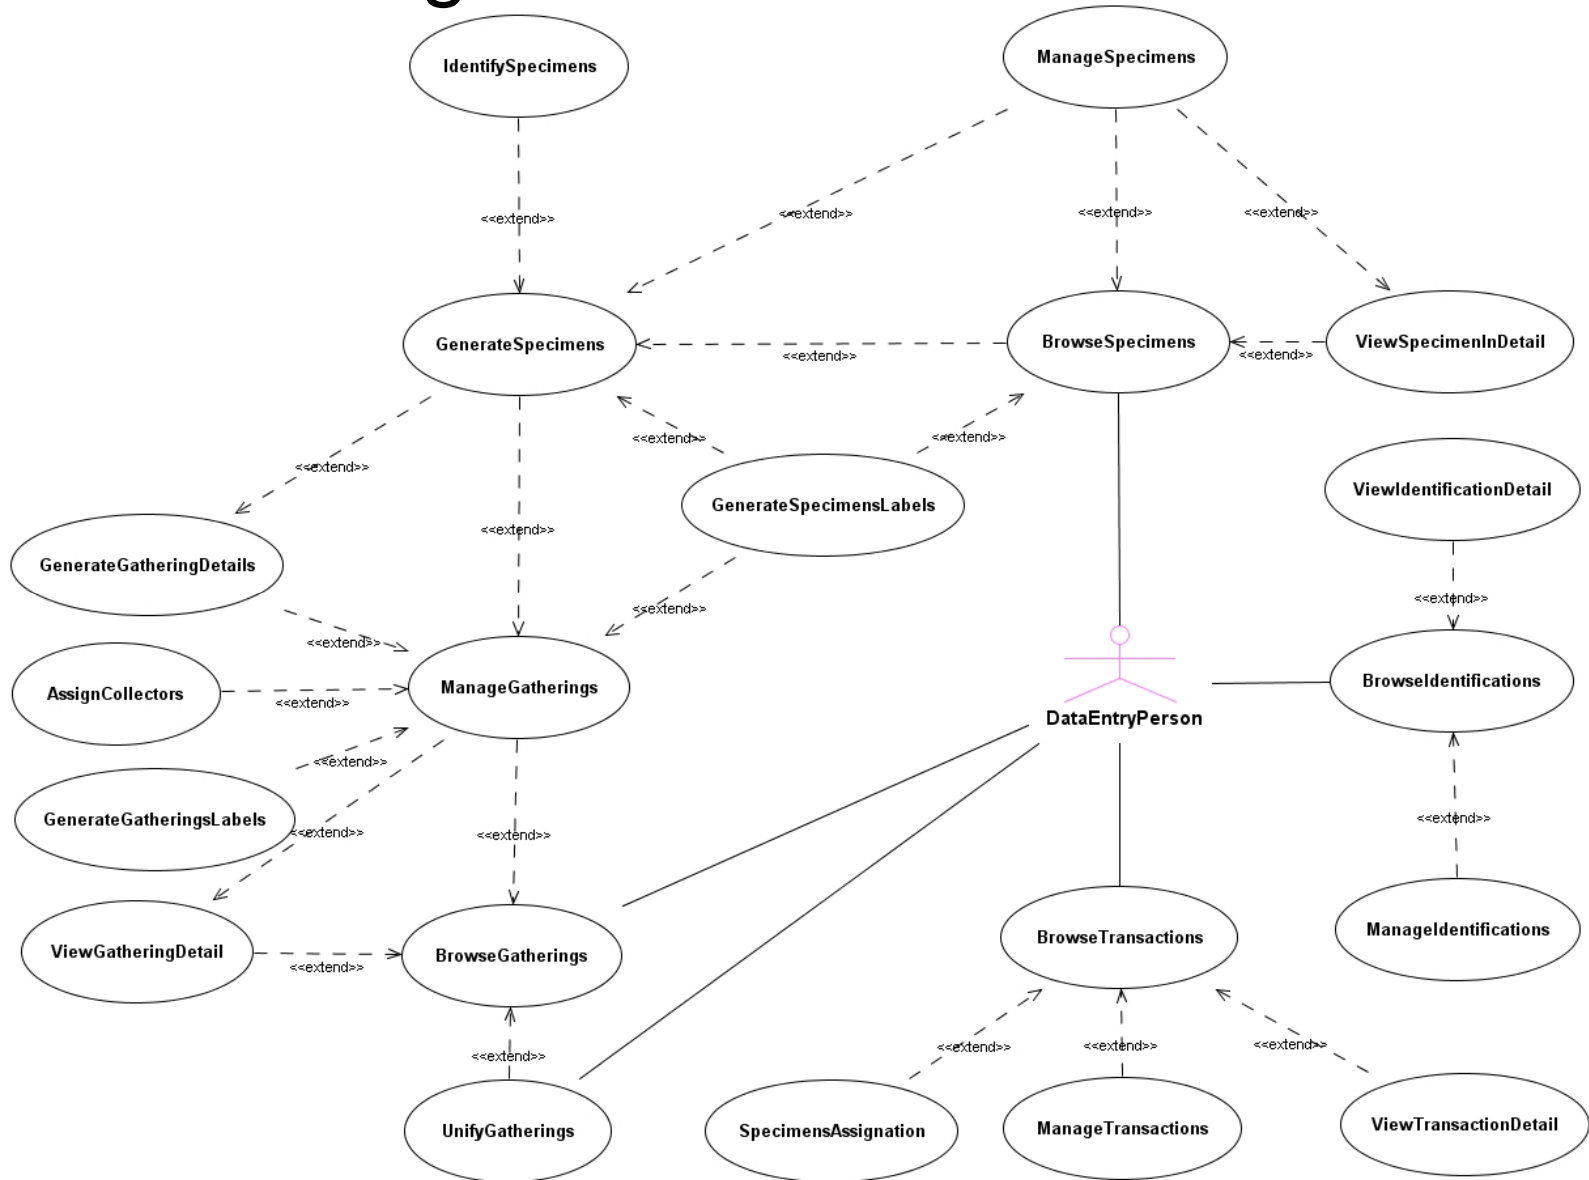 IdentifySpecimens
ManageSpecimens
<<extend>>
<<extend>>
<<extend>>
<<extend>>
GenerateSpecimens
<<extend>>
BrowseSpecimens
<<extend>>
ViewSpecimenInDetail
<<extend>>
<<extend>>
<<extend>>
ViewIdentificationDetail
GenerateSpecimensLabels
<<extend>>
GenerateGatheringDetails
<<extend>>
<<extend>>
<<extend>>
AssignCollectors
<<extend>>
ManageGatherings
BrowseIdentifications
DataEntryPerson
<<extend>>
GenerateGatheringsLabels
<<extend>>
<<extend>>
<<extend>>
ViewGatheringDetail
<<extend>>
BrowseGatherings
BrowseTransactions
ManageIdentifications
<<extend>>
<<extend>>
<<extend>>
<<extend>>
UnifyGatherings
SpecimensAssignation
ManageTransactions
ViewTransactionDetail